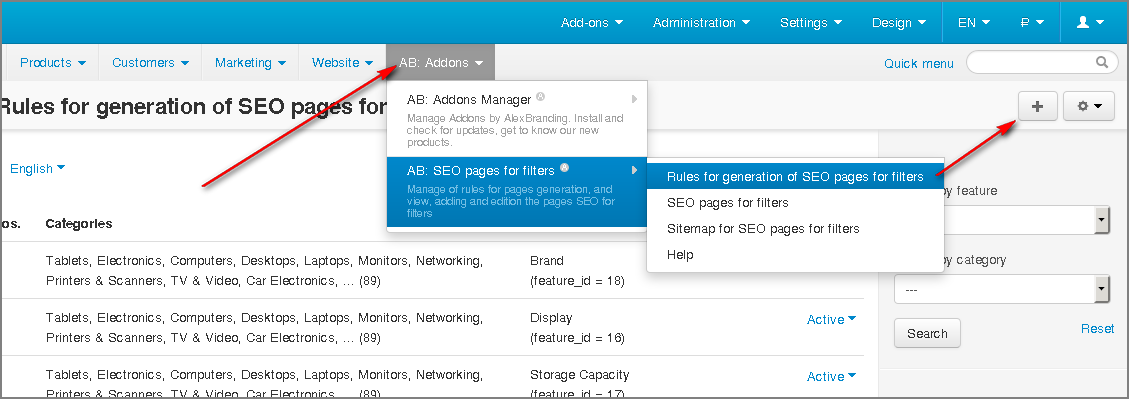 Add-ons Administration Settings Design EN ₽
Products Customers Marketing Website AB: Addons Quick menu
Rules for generation of SEO pages for
AB: Addons Manager
Manage Addons by AlexBranding. Install and
check for updates, get to know our new
products.
AB: SEO pages for filters
Manage of rules for pages generation, and
view, adding and edition the pages SEO for
filters
Rules for generation of SEO pages for filters
SEO pages for filters
Sitemap for SEO pages for filters
Help
English
os. Categories
Tablets, Electronics, Computers, Desktops, Laptops, Monitors, Networking,
Printers & Scanners, TV & Video, Car Electronics, ... (89)
Brand
(feature_id = 18)
Tablets, Electronics, Computers, Desktops, Laptops, Monitors, Networking,
Printers & Scanners, TV & Video, Car Electronics, ... (89)
Display
(feature_id = 16)
Active
Tablets, Electronics, Computers, Desktops, Laptops, Monitors, Networking,
Printers & Scanners, TV & Video, Car Electronics, ... (89)
Storage Capacity
(feature_id = 17)
Active
by feature
by category
---
Search Reset